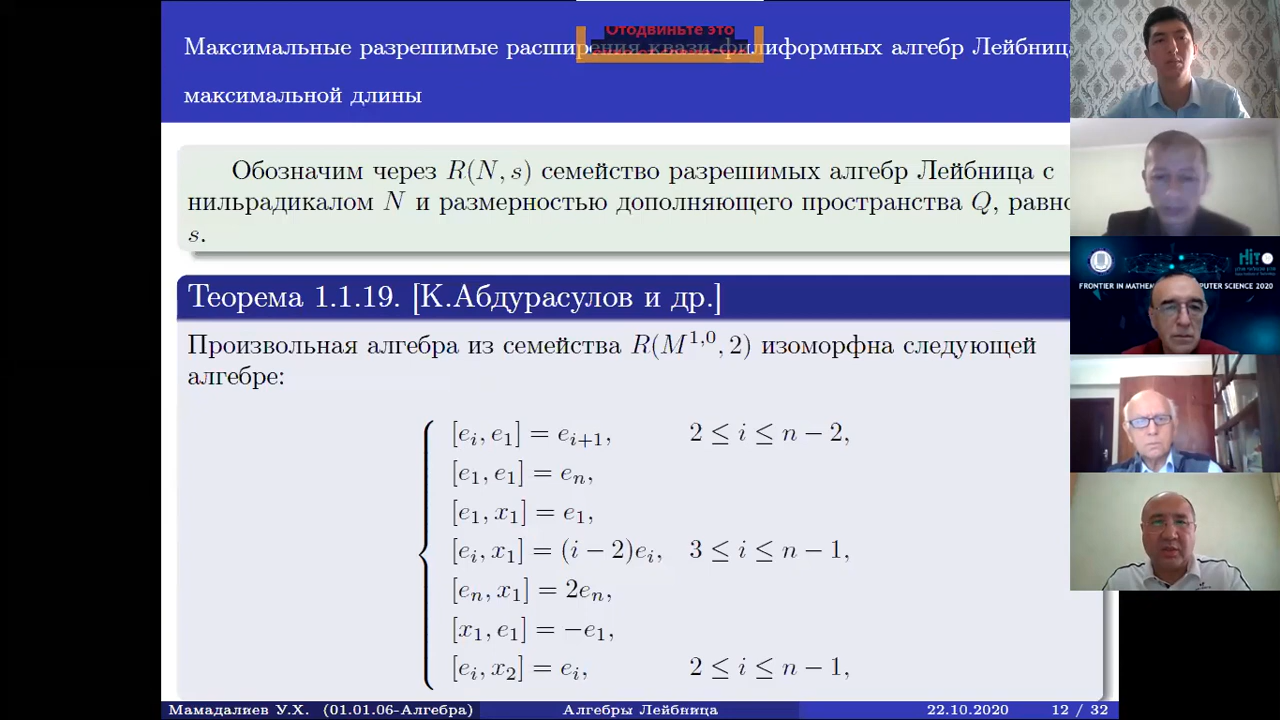 Отодвиньте это
Максимальные разрешимые расширения квази-филиформных алгебр Лейбница
максимальной длины
Обозначим через R(N, s) семейство разрешимых алгебр Лейбница с
нильрадикалом N и размерностью дополняющего пространства Q,
s.
Теорема 1.1.19. [К.Абдурасулов и др.]
Произвольная алгебра из семейства R(M^{1,0}, 2) изоморфна следующей
алгебре:
[e_i, e_1] = e_{i+1}, 2 ≤ i ≤ n − 2,
[e_1, e_1] = e_n,
[e_1, x_1] = e_1,
[e_i, x_1] = (i − 2)e_i, 3 ≤ i ≤ n − 1,
[e_n, x_1] = 2e_n,
[x_1, e_1] = −e_1,
[e_i, x_2] = e_i, 2 ≤ i ≤ n − 1,
Мамадалиев У.Х. (01.01.06-Алгебра) Алгебры Лейбница 22.10.2020 12 / 32
HiT
FRONTIER IN MATHEM PUTER SCIENCE 2020